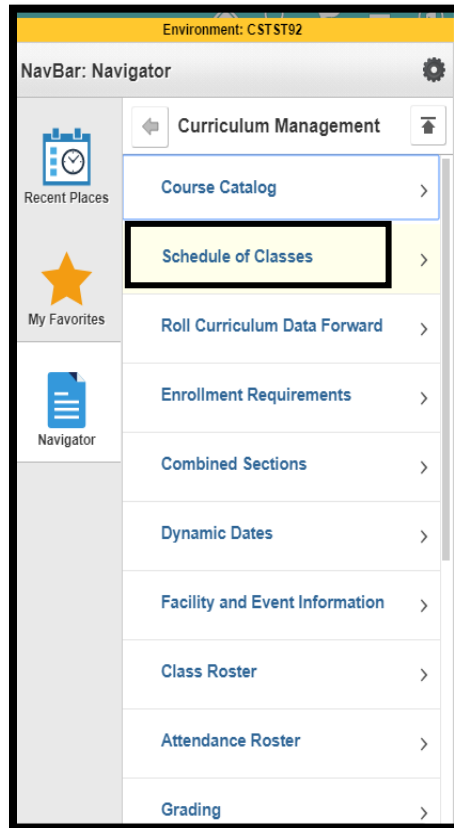 Environment: CSTST92
NavBar: Navigator
Curriculum Management
Recent Places
My Favorites
Navigator
Course Catalog
Schedule of Classes
Roll Curriculum Data Forward
Enrollment Requirements
Combined Sections
Dynamic Dates
Facility and Event Information
Class Roster
Attendance Roster
Grading